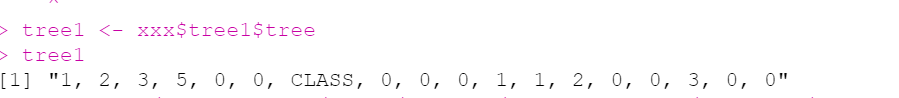 > tree1 <- xxx$tree1$tree
> tree1
[1] "1, 2, 3, 5, 0, 0, CLASS, 0, 0, 0, 1, 1, 2, 0, 0, 3, 0, 0"